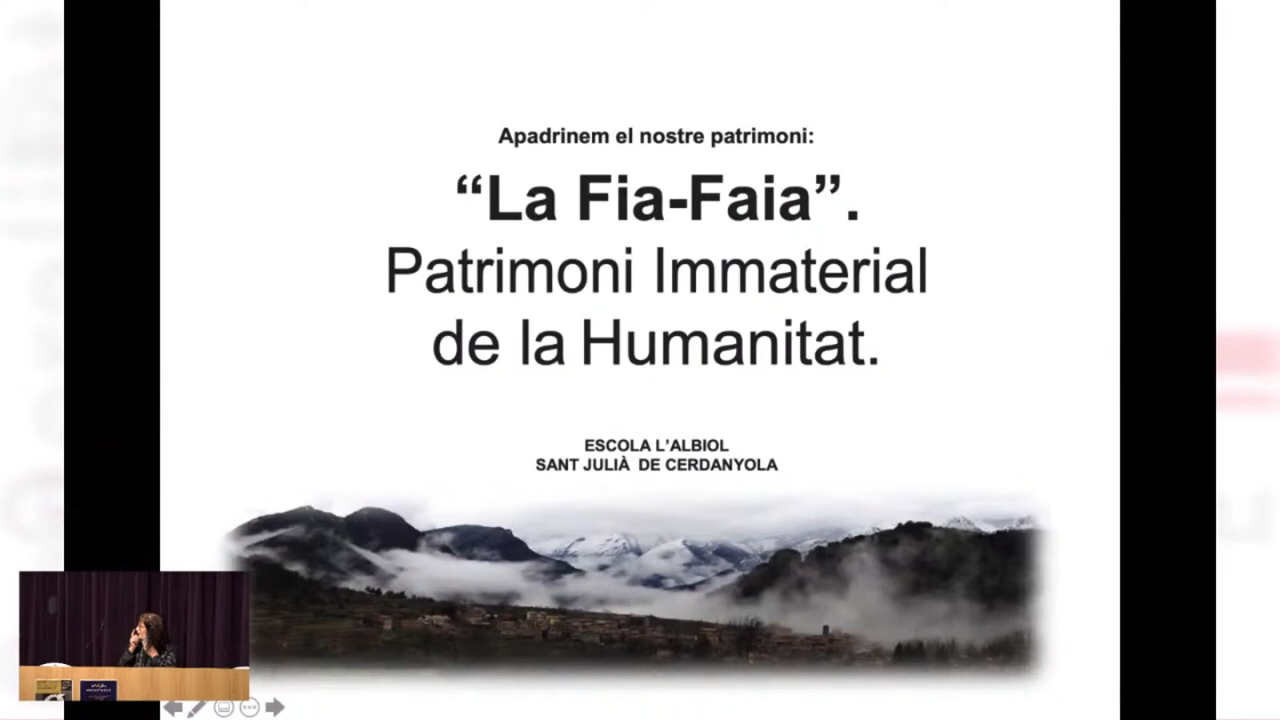 Apadrinem el nostre patrimoni:
“La Fia-Faia”.
Patrimoni Immaterial
de la Humanitat.
ESCOLA L’ALBIOL
SANT JULIÀ DE CERDANYOLA